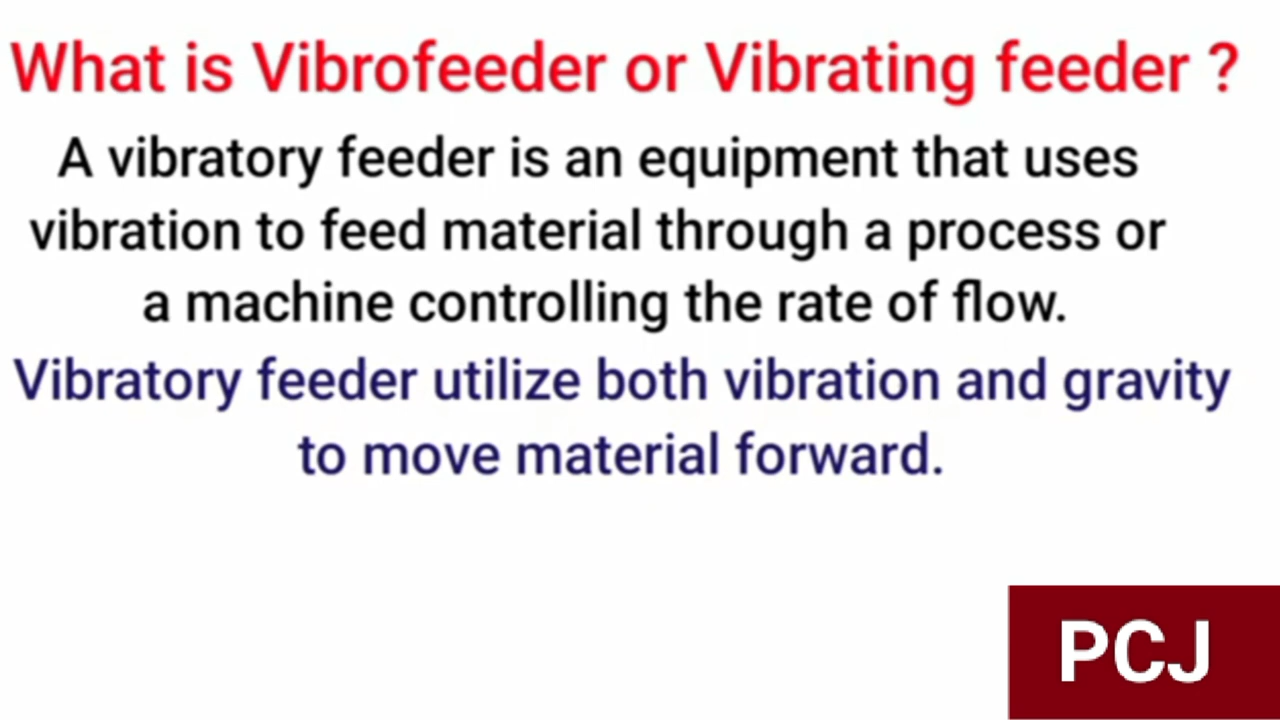 What is Vibrofeeder or Vibrating feeder ?
A vibratory feeder is an equipment that uses
vibration to feed material through a process or
a machine controlling the rate of flow.
Vibratory feeder utilize both vibration and gravity
to move material forward.
PCJ